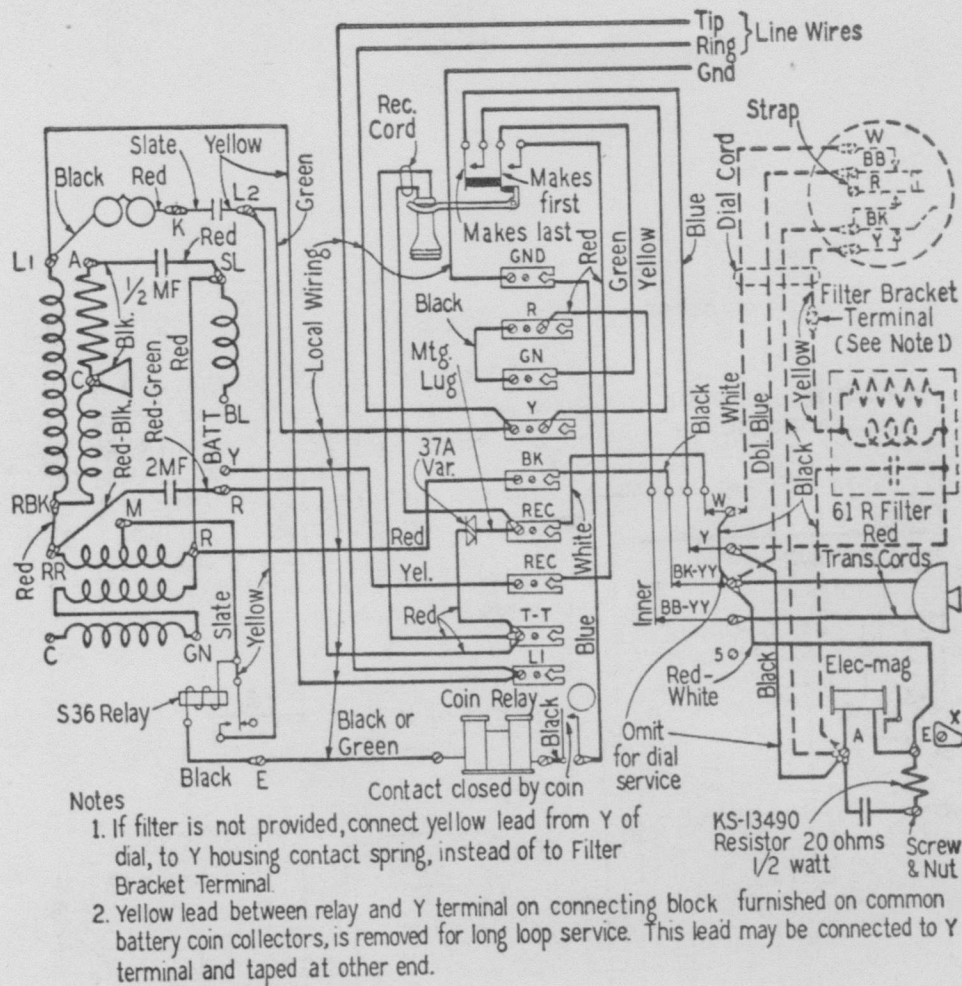 Tip
Ring
Line Wires
Gnd
Rec.
Cord
Strap
Slate
Yellow
Black
Red
L2
K
Green
Dial Cord
W
BB
R
BK
Y
Makes
first
Makes last
Blue
Red
L1
A
1/2 MF
SL
GND
Red
Green
Yellow
Filter Bracket
Terminal
(See Note 1)
Local Wiring
Black
R
Blk.
Red
Mtg.
Lug
GN
C
Red-Blk.
Red-Green
BL
BATT
Y
Black
White
Dbl. Blue
Yellow
Black
37A
Var.
BK
2MF
RBK
M
R
REC
W
61 R Filter
Red
Red
RR
R
Red
White
Y
Trans. Cords
Yel.
REC
BK-YY
Slate
Yellow
Red
T-T
Blue
Inner
BB-YY
C
GN
L1
5
Red-
White
Black
Elec-mag
S36 Relay
Coin Relay
Black or
Green
Black
Omit
for dial
service
A
E
X
Black
E
Contact closed by coin
KS-13490
Resistor 20 ohms
1/2 watt
Screw
& Nut
Notes
1. If filter is not provided, connect yellow lead from Y of
dial, to Y housing contact spring, instead of to Filter
Bracket Terminal.
2. Yellow lead between relay and Y terminal on connecting block furnished on common
battery coin collectors, is removed for long loop service. This lead may be connected to Y
terminal and taped at other end.